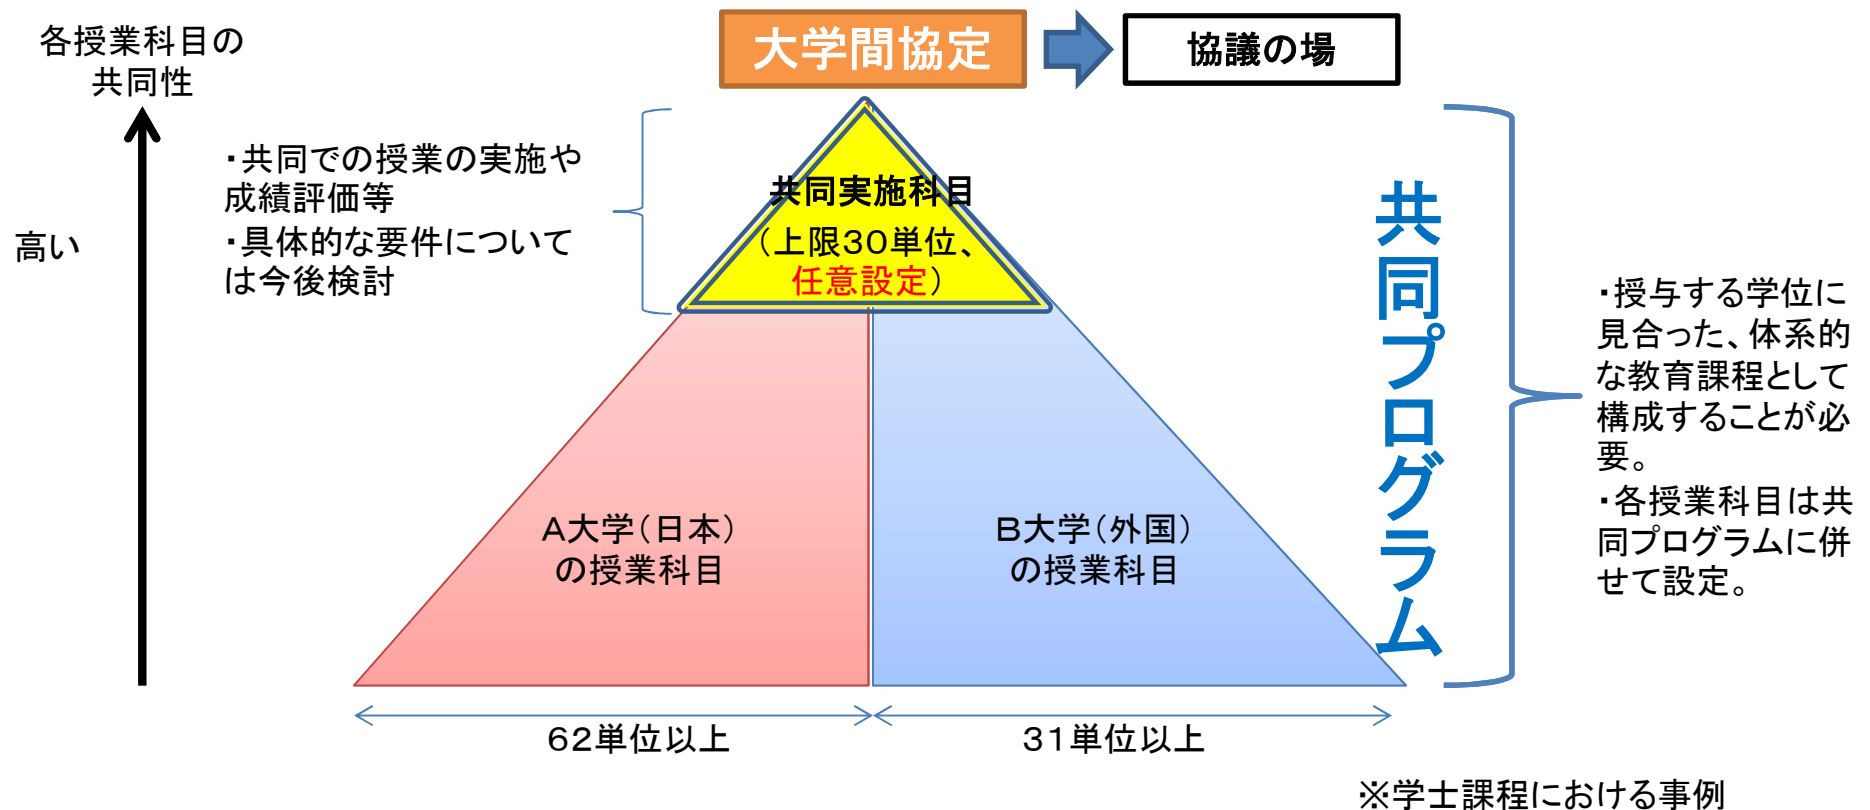 各授業科目の
共同性
高い
大学間協定
協議の場
・共同での授業の実施や
成績評価等
・具体的な要件について
は今後検討
共同実施科目
（上限30単位、
任意設定）
A大学（日本）
の授業科目
B大学（外国）
の授業科目
共同プログラム
・授与する学位に
見合った、体系的
な教育課程として
構成することが必
要。
・各授業科目は共
同プログラムに併
せて設定。
62単位以上
31単位以上
※学士課程における事例